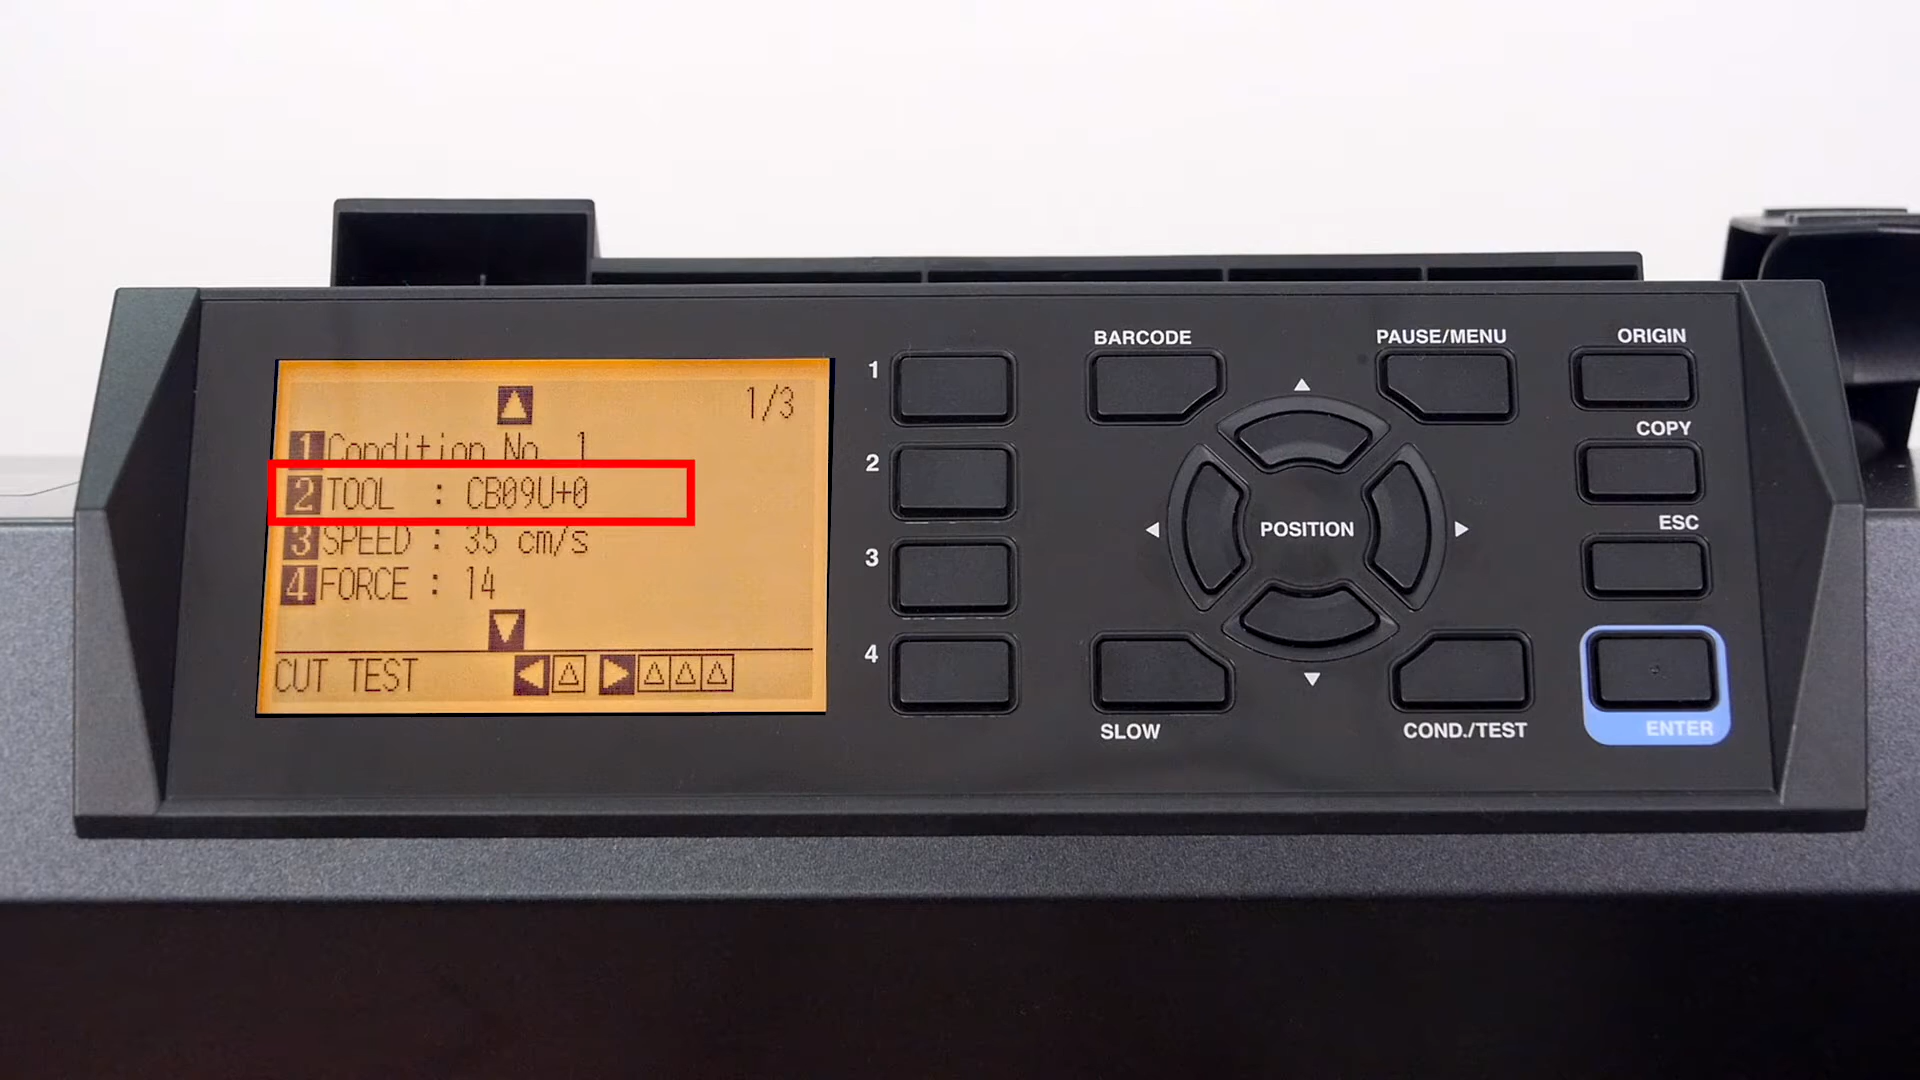 1/3
1 Condition No. 1
2 TOOL : CB09U+0
3 SPEED : 35 cm/s
4 FORCE : 14
CUT TEST
1
2
3
4
BARCODE
PAUSE/MENU
ORIGIN
COPY
POSITION
ESC
SLOW
COND./TEST
ENTER